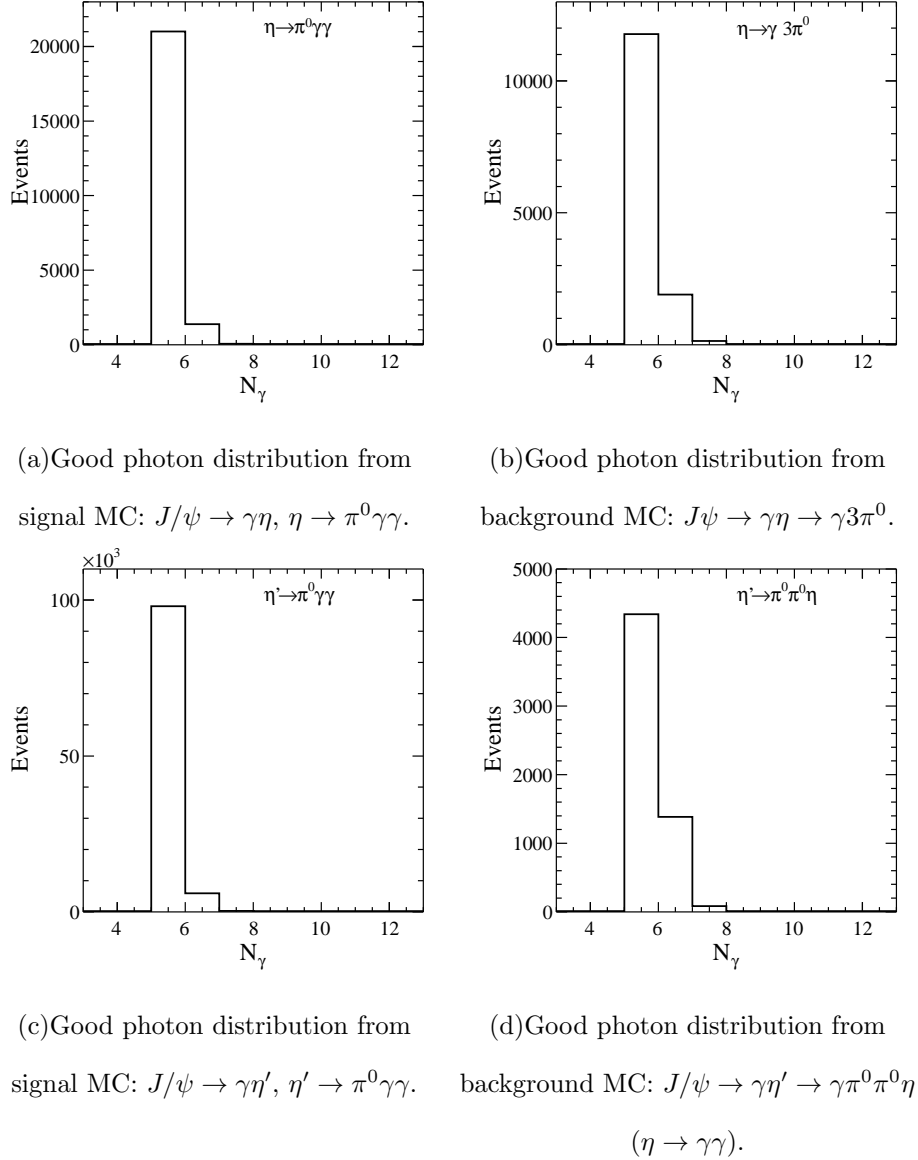 η→π⁰γγ
20000
15000
10000
5000
0
Events
4 6 8 10 12
Nγ
η→γ 3π⁰
10000
5000
0
Events
4 6 8 10 12
Nγ
(a)Good photon distribution from
signal MC: J/ψ → γη, η → π⁰γγ.
(b)Good photon distribution from
background MC: Jψ → γη → γ3π⁰.
×10³
η'→π⁰γγ
100
50
0
Events
4 6 8 10 12
Nγ
η'→π⁰π⁰η
5000
4000
3000
2000
1000
0
Events
4 6 8 10 12
Nγ
(c)Good photon distribution from
signal MC: J/ψ → γη′, η′ → π⁰γγ.
(d)Good photon distribution from
background MC: J/ψ → γη′ → γπ⁰π⁰η
(η → γγ).